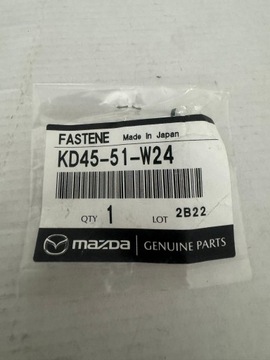 FASTENE Made In Japan
KD45-51-W24
QTY 1 LOT 2B22
mazda GENUINE PARTS